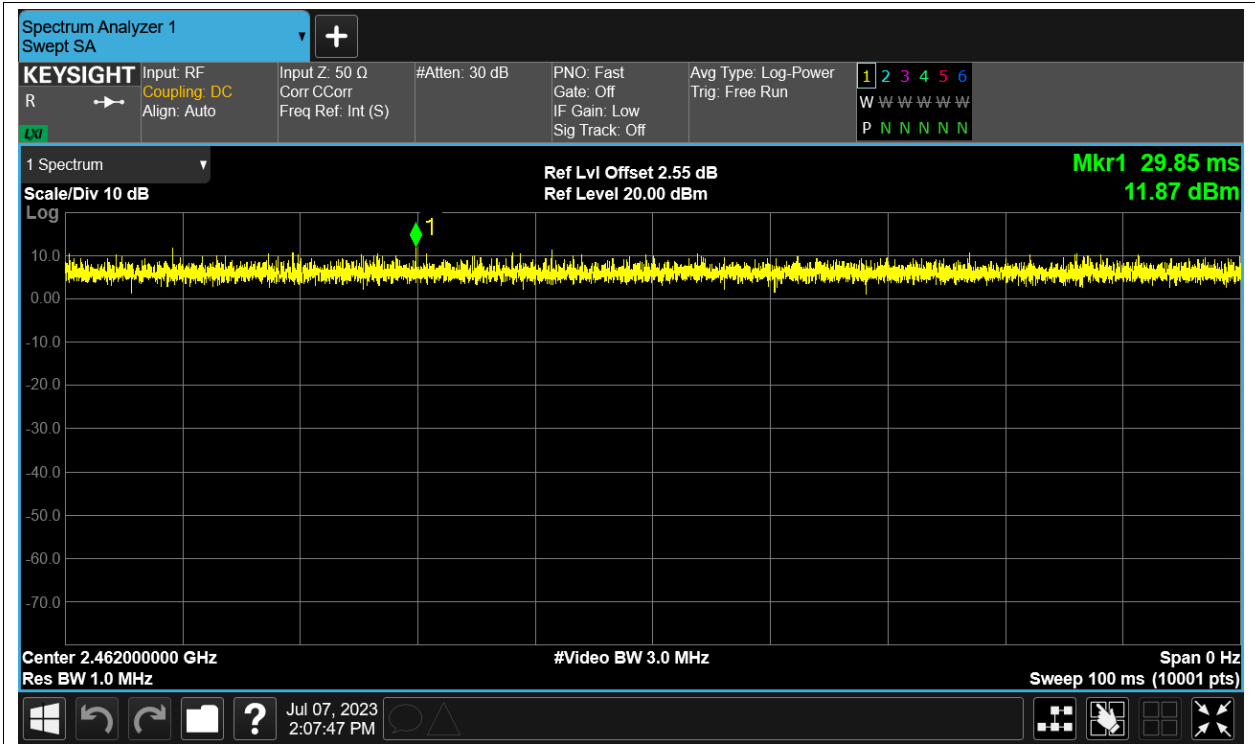 Spectrum Analyzer 1
Swept SA
KEYSIGHT
R
LXI
Input: RF
Coupling: DC
Align: Auto
Input Z: 50 Ω
Corr CCorr
Freq Ref: Int (S)
#Atten: 30 dB
PNO: Fast
Gate: Off
IF Gain: Low
Sig Track: Off
Avg Type: Log-Power
Trig: Free Run
1 2 3 4 5 6
W W W W W W
P N N N N N
1 Spectrum
Scale/Div 10 dB
Ref Lvl Offset 2.55 dB
Ref Level 20.00 dBm
Mkr1 29.85 ms
11.87 dBm
Log
1
10.0
0.00
-10.0
-20.0
-30.0
-40.0
-50.0
-60.0
-70.0
Center 2.462000000 GHz
#Video BW 3.0 MHz
Span 0 Hz
Res BW 1.0 MHz
Sweep 100 ms (10001 pts)
?
Jul 07, 2023
2:07:47 PM